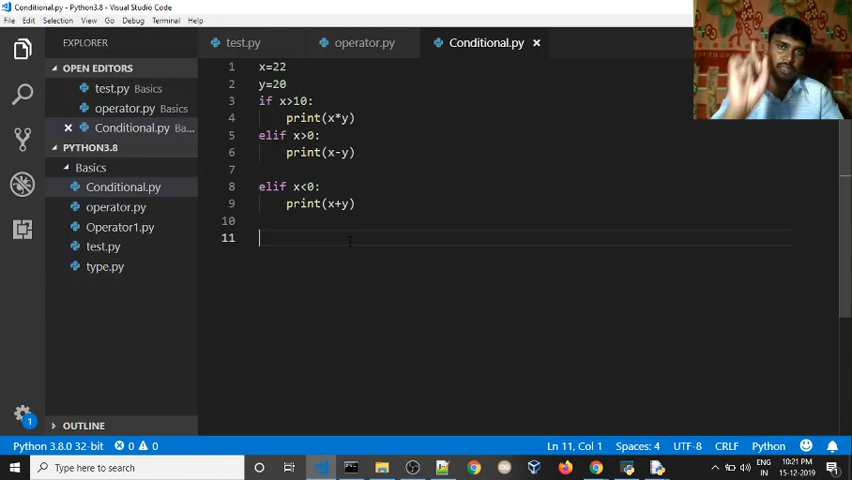 Conditional.py - Python3.8 - Visual Studio Code
File Edit Selection View Go Debug Terminal Help
EXPLORER
test.py operator.py Conditional.py
OPEN EDITORS
test.py Basics
operator.py Basics
Conditional.py Ba...
PYTHON3.8
Basics
Conditional.py
operator.py
Operator1.py
test.py
type.py
OUTLINE
1 x=22
2 y=20
3 if x>10:
4 print(x*y)
5 elif x>0:
6 print(x-y)
7
8 elif x<0:
9 print(x+y)
10
11
1
Python 3.8.0 32-bit 0 0 Ln 11, Col 1 Spaces: 4 UTF-8 CRLF Python
Type here to search
ENG
IN
10:21 PM
15-12-2019
1